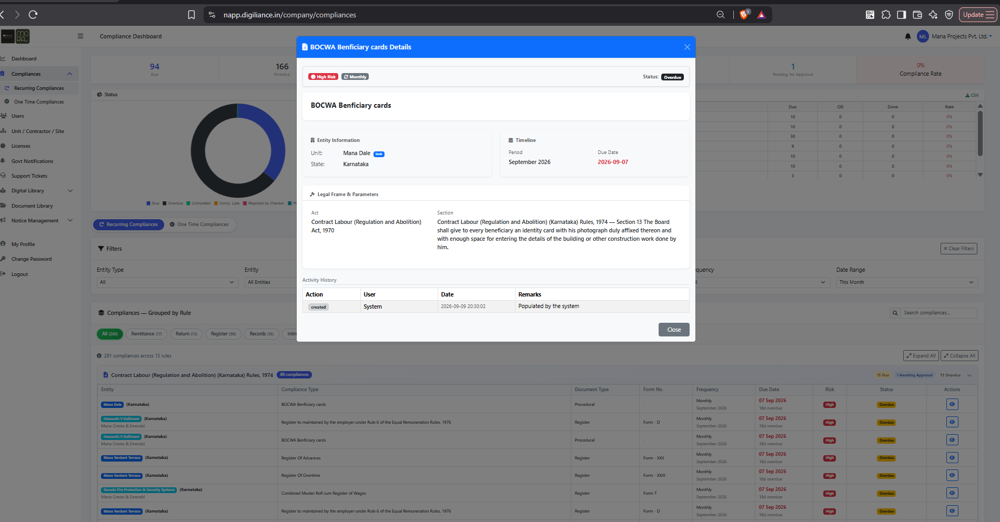 napp.digiliance.in/company/compliances
1
Update
MANA
MORA
Compliance Dashboard
ML Mana Projects Pvt. Ltd.
Dashboard
Compliances
Recurring Compliances
One Time Compliances
Users
Unit / Contractor / Site
Licenses
Govt Notifications
Support Tickets
Digital Library
Document Library
Notice Management
My Profile
Change Password
Logout
94
Due
166
Overdue
1
Pending for Approval
0%
Compliance Rate
Status
Due Overdue Completed Comp. Late Rejected by Checker
CSV
Due OD Done Rate
10 0 0 0%
10 0 0 0%
30 0 0 0%
9 0 0 0%
10 0 0 0%
10 0 0 0%
3 0 0 0%
Recurring Compliances One Time Compliances
Filters
Clear Filters
Entity Type
All
Entity
All Entities
quency
Date Range
This Month
Compliances — Grouped by Rule
Search compliances...
All (261) Remittance (17) Return (13) Register (90) Records (16) Intin
261 compliances across 13 rules
Expand All Collapse All
Contract Labour (Regulation and Abolition) (Karnataka) Rules, 1974 88 compliances
15 Due 1 Awaiting Approval 72 Overdue
Entity Compliance Type Document Type Form No. Frequency Due Date Risk Status Actions
Mana Dale (Karnataka) BOCWA Benficiary cards Procedural - Monthly 07 Sep 2026 High Overdue
September 2026 18d overdue
Hemanth V Kallimani (Karnataka) Register to maintained by the employer under Rule 6 of the Equal Remuneration Rules, 1976 Register Form - D Monthly 07 Sep 2026 High Overdue
Mana Cresta & Emerald September 2026 18d overdue
Hemanth V Kallimani (Karnataka) BOCWA Benficiary cards Procedural - Monthly 07 Sep 2026 High Overdue
Mana Cresta & Emerald September 2026 18d overdue
Mana Verdant Terrace (Karnataka) Register Of Advances Register Form - XXII Monthly 07 Sep 2026 High Overdue
September 2026 18d overdue
Mana Verdant Terrace (Karnataka) Register Of Overtime Register Form - XXIII Monthly 07 Sep 2026 High Overdue
September 2026 18d overdue
Garuda Fire Protection & Security Systems (Karnataka) Combined Muster Roll cum Register of Wages Register Form-T Monthly 07 Sep 2026 High Overdue
Mana Cresta & Emerald September 2026 18d overdue
Mana Verdant Terrace (Karnataka) Register to maintained by the employer under Rule 6 of the Equal Remuneration Rules, 1976 Register Form - D Monthly 07 Sep 2026 High Overdue
September 2026 18d overdue
BOCWA Benficiary cards Details
High Risk Monthly
Status: Overdue
BOCWA Benficiary cards
Entity Information
Unit: Mana Dale Unit
State: Karnataka
Timeline
Period
September 2026
Due Date
2026-09-07
Legal Frame & Parameters
Act
Contract Labour (Regulation and Abolition)
Act, 1970
Section
Contract Labour (Regulation and Abolition) (Karnataka) Rules, 1974 — Section 13 The Board
shall give to every beneficiary an identity card with his photograph duly affixed thereon and
with enough space for entering the details of the building or other construction work done by
him.
Activity History
Action User Date Remarks
created System 2026-09-09 20:30:02 Populated by the system
Close